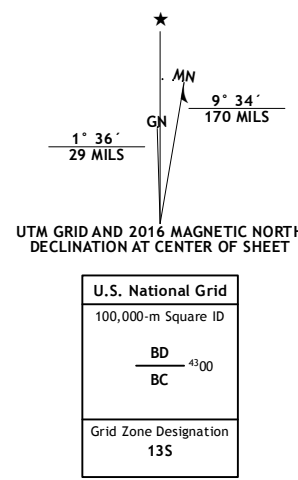 ★
MN
GN
9° 34´
170 MILS
1° 36´
29 MILS
UTM GRID AND 2016 MAGNETIC NORTH
DECLINATION AT CENTER OF SHEET
U.S. National Grid
100,000-m Square ID
BD
4300
BC
Grid Zone Designation
13S